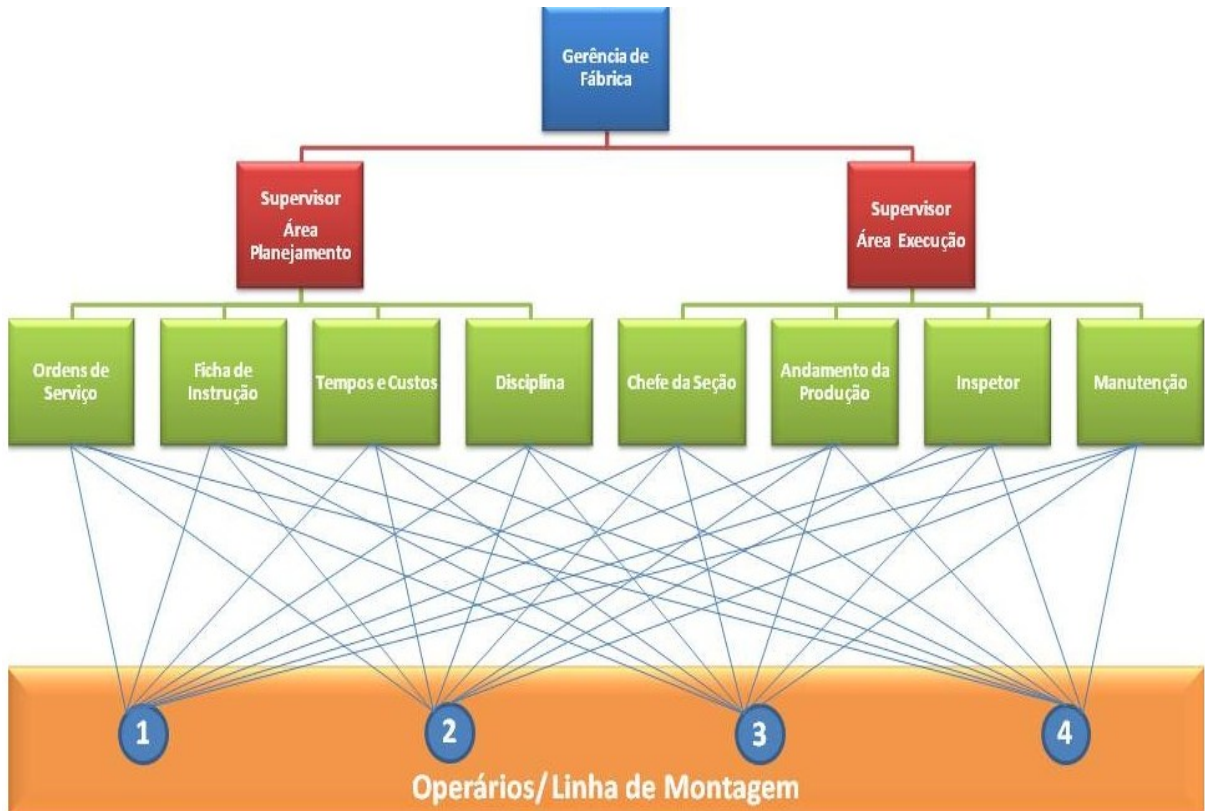 Gerência de
Fábrica
Supervisor
Área
Planejamento
Supervisor
Área Execução
Ordens de
Serviço
Ficha de
Instrução
Tempos e Custos
Disciplina
Chefe da Seção
Andamento da
Produção
Inspetor
Manutenção
1
2
3
4
Operários/Linha de Montagem